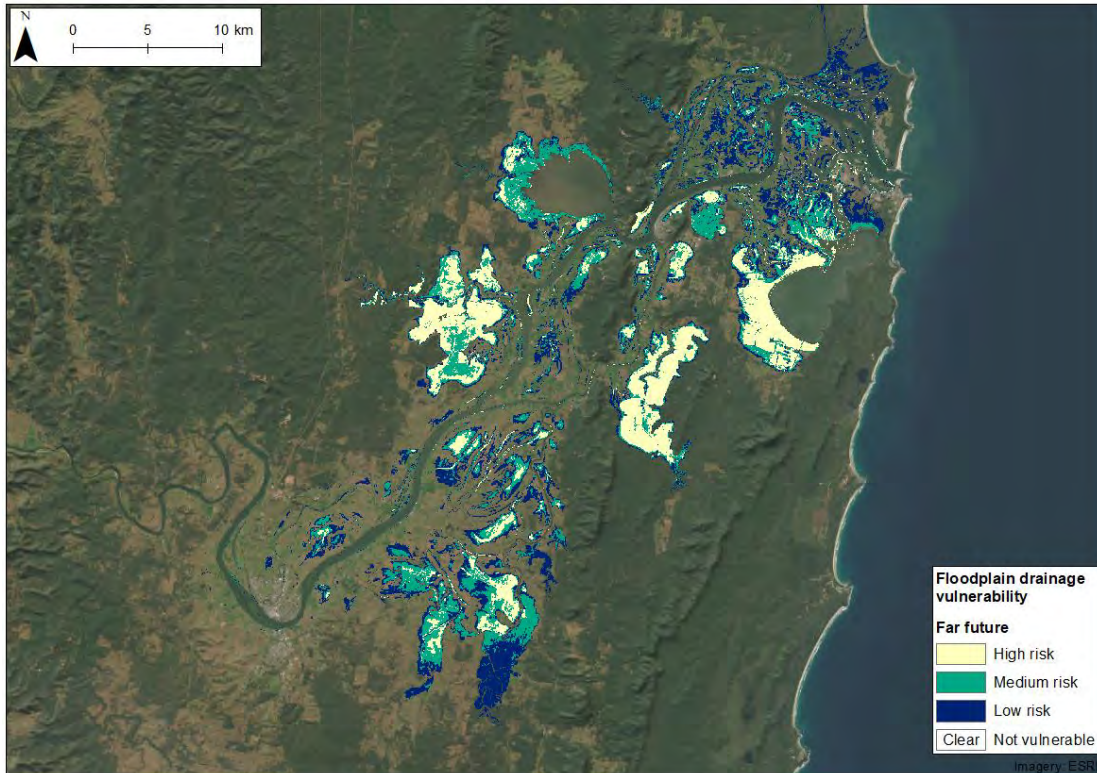 N
0 5 10 km
Floodplain drainage
vulnerability
Far future
High risk
Medium risk
Low risk
Clear Not vulnerable
Imagery: ESR